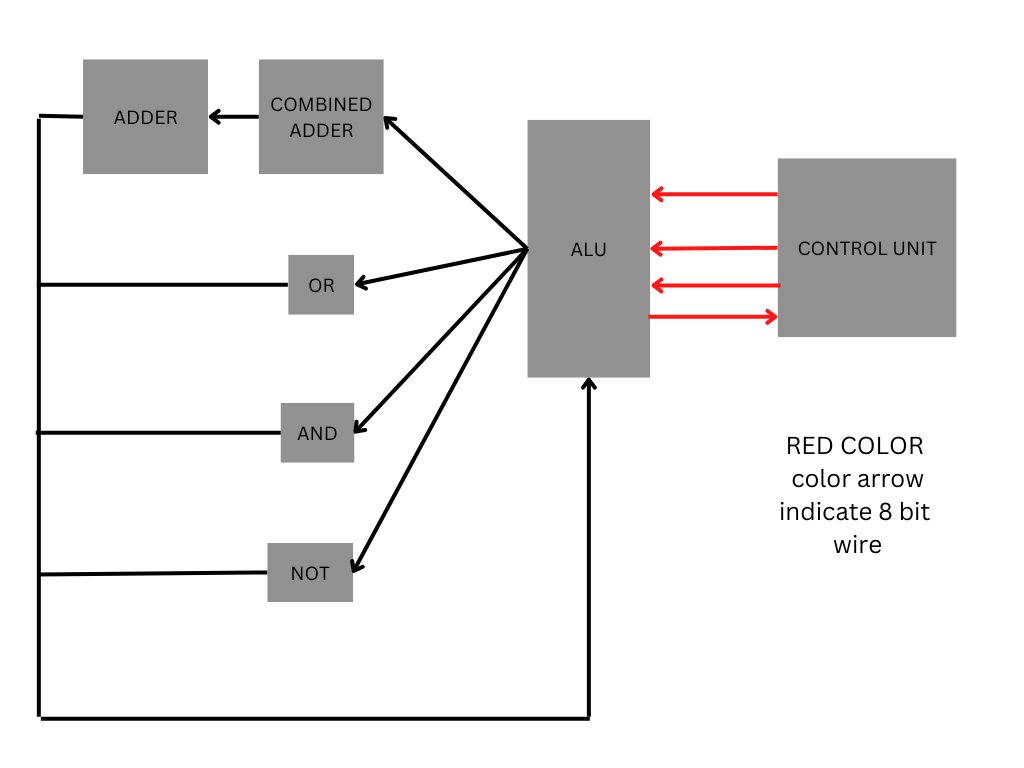 ADDER
COMBINED
ADDER
ALU
CONTROL UNIT
OR
AND
NOT
RED COLOR
color arrow
indicate 8 bit
wire